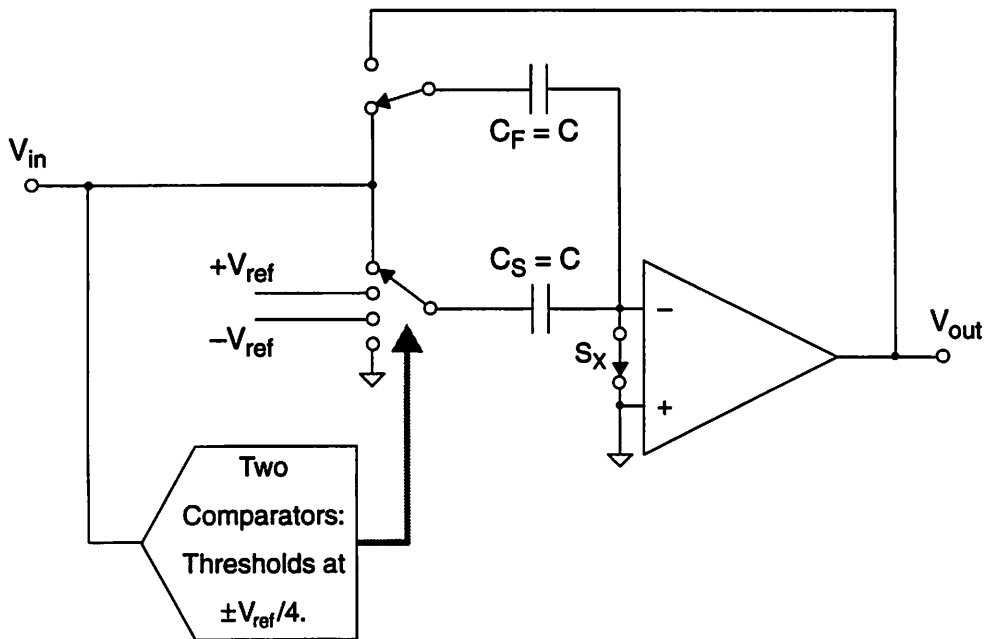 V_in
C_F = C
+V_ref
−V_ref
C_S = C
S_X
−
+
V_out
Two
Comparators:
Thresholds at
±V_ref/4.